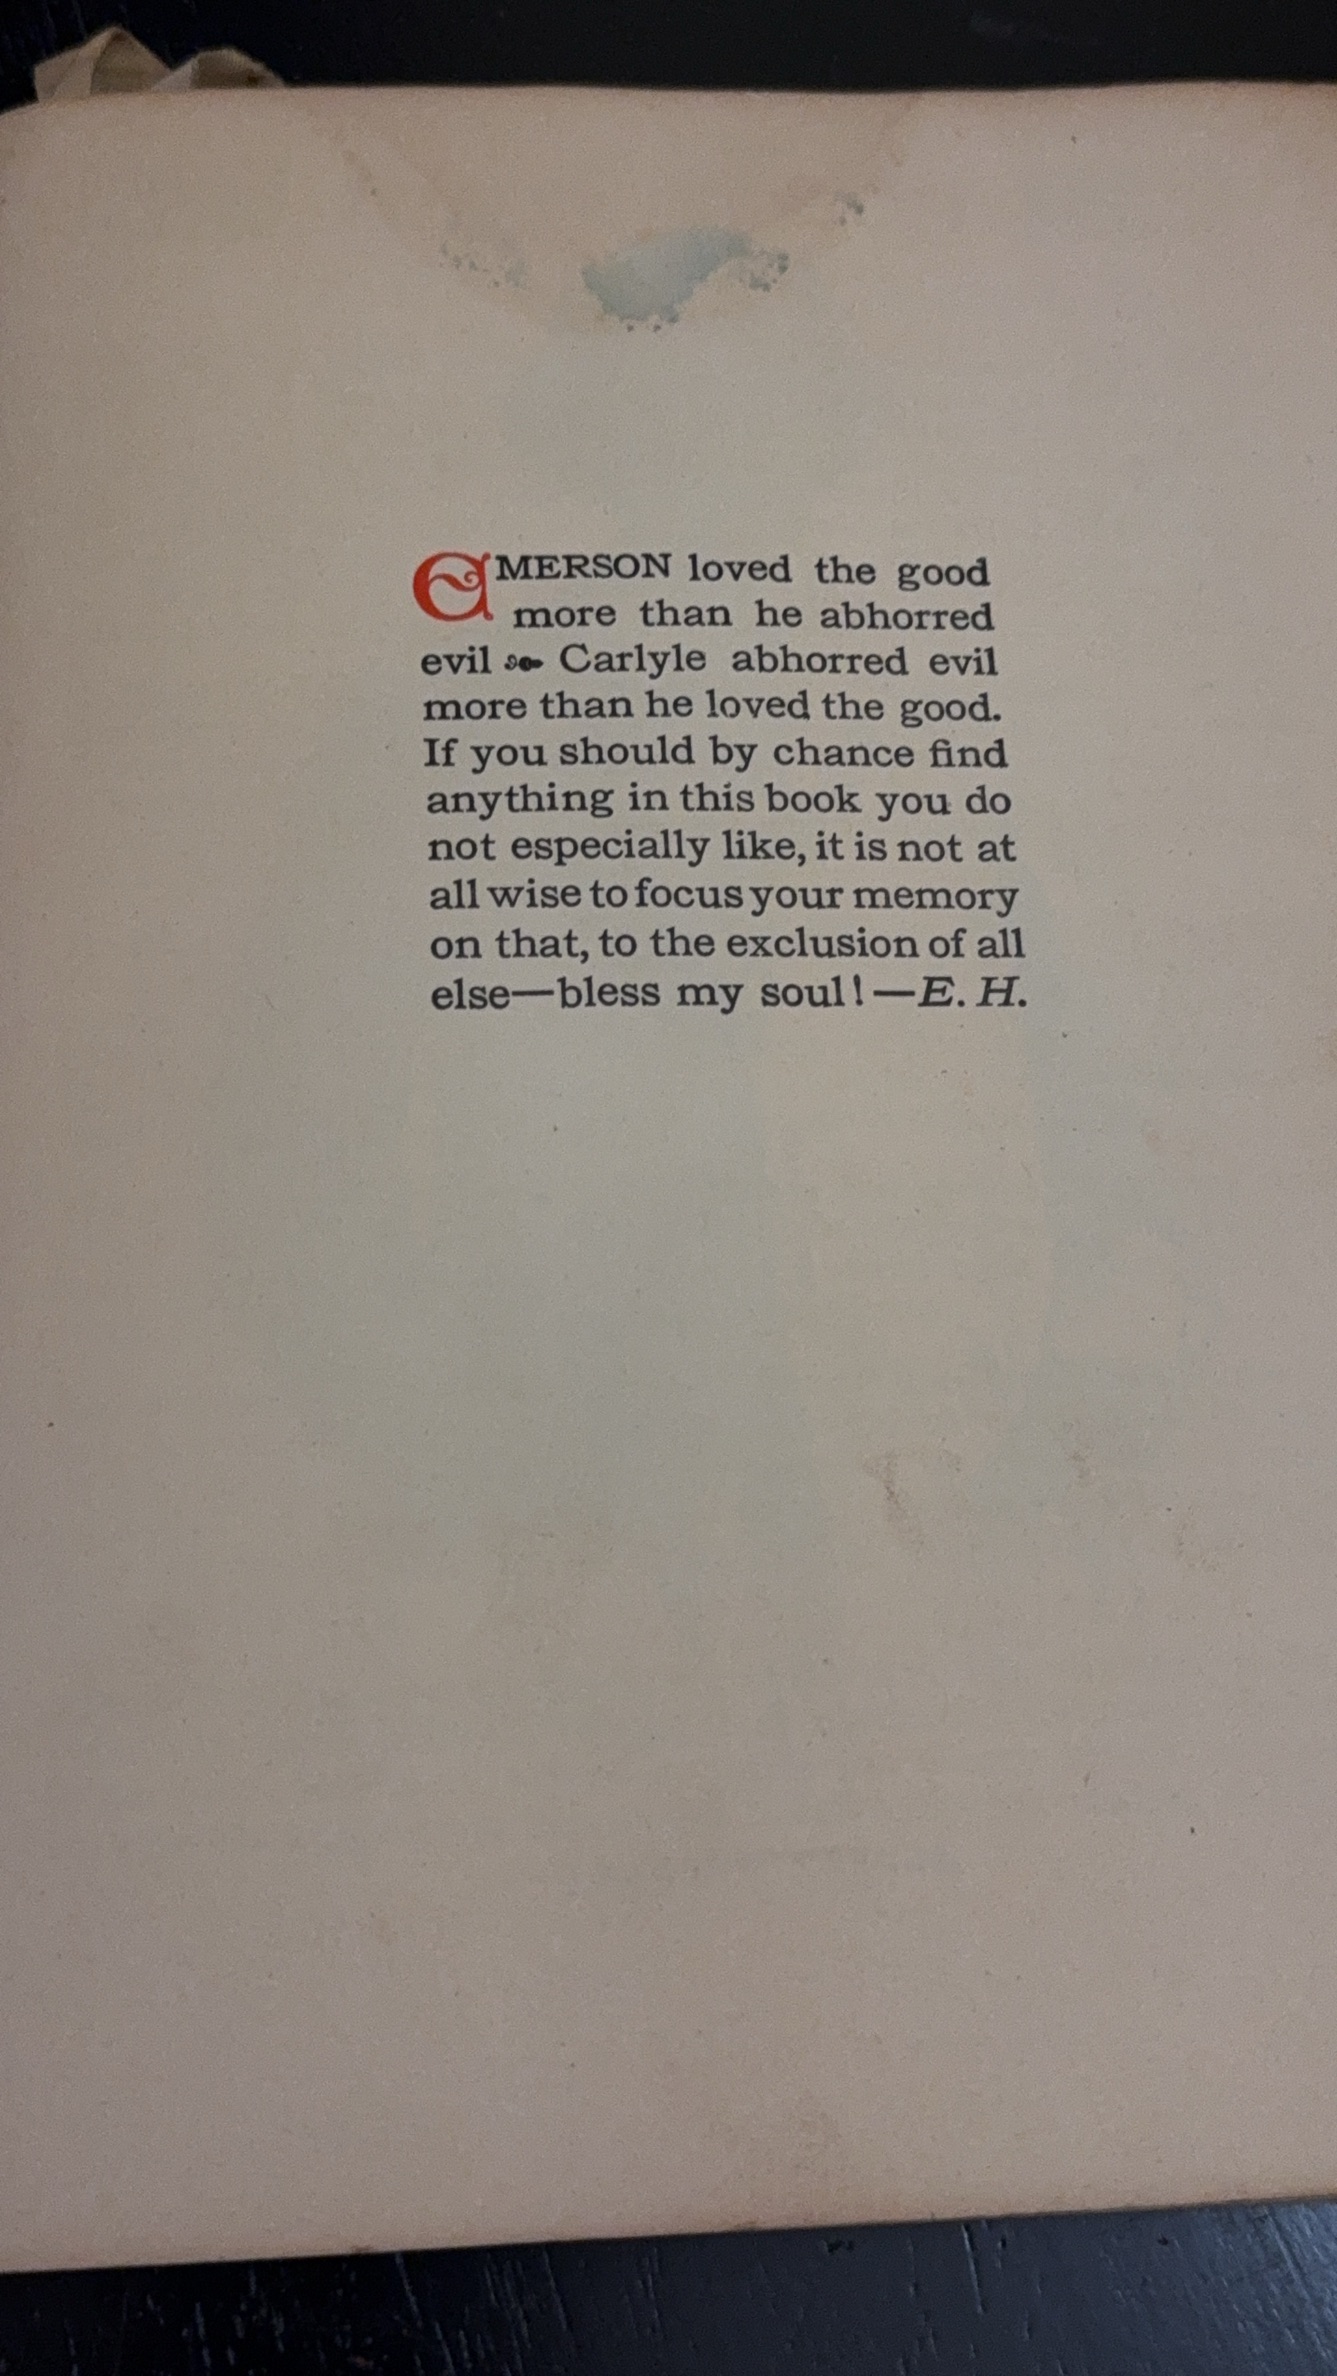 EMERSON loved the good
more than he abhorred
evil Carlyle abhorred evil
more than he loved the good.
If you should by chance find
anything in this book you do
not especially like, it is not at
all wise to focus your memory
on that, to the exclusion of all
else—bless my soul!—E. H.